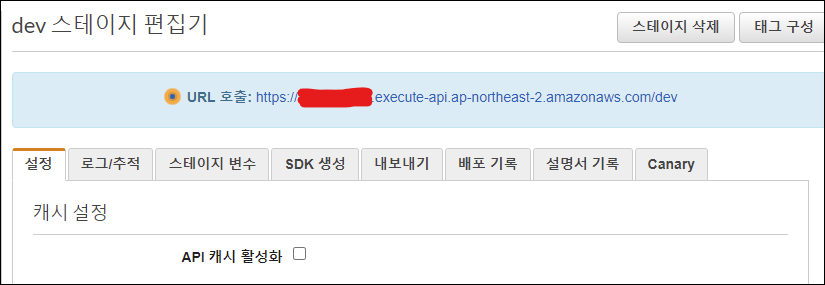 dev 스테이지 편집기
스테이지 삭제
태그 구성
URL 호출: https:// .execute-api.ap-northeast-2.amazonaws.com/dev
설정
로그/추적
스테이지 변수
SDK 생성
내보내기
배포 기록
설명서 기록
Canary
캐시 설정
API 캐시 활성화